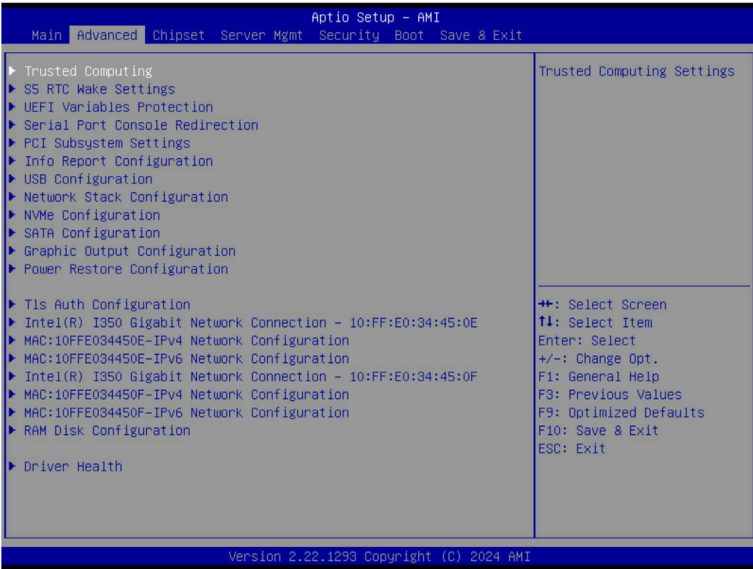 Aptio Setup - AMI
Main Advanced Chipset Server Mgmt Security Boot Save & Exit
Trusted Computing
S5 RTC Wake Settings
UEFI Variables Protection
Serial Port Console Redirection
PCI Subsystem Settings
Info Report Configuration
USB Configuration
Network Stack Configuration
NVMe Configuration
SATA Configuration
Graphic Output Configuration
Power Restore Configuration
Tls Auth Configuration
Intel(R) I350 Gigabit Network Connection - 10:FF:E0:34:45:0E
MAC:10FFE034450E-IPv4 Network Configuration
MAC:10FFE034450E-IPv6 Network Configuration
Intel(R) I350 Gigabit Network Connection - 10:FF:E0:34:45:0F
MAC:10FFE034450F-IPv4 Network Configuration
MAC:10FFE034450F-IPv6 Network Configuration
RAM Disk Configuration
Driver Health
Trusted Computing Settings
→←: Select Screen
↑↓: Select Item
Enter: Select
+/-: Change Opt.
F1: General Help
F3: Previous Values
F9: Optimized Defaults
F10: Save & Exit
ESC: Exit
Version 2.22.1293 Copyright (C) 2024 AMI